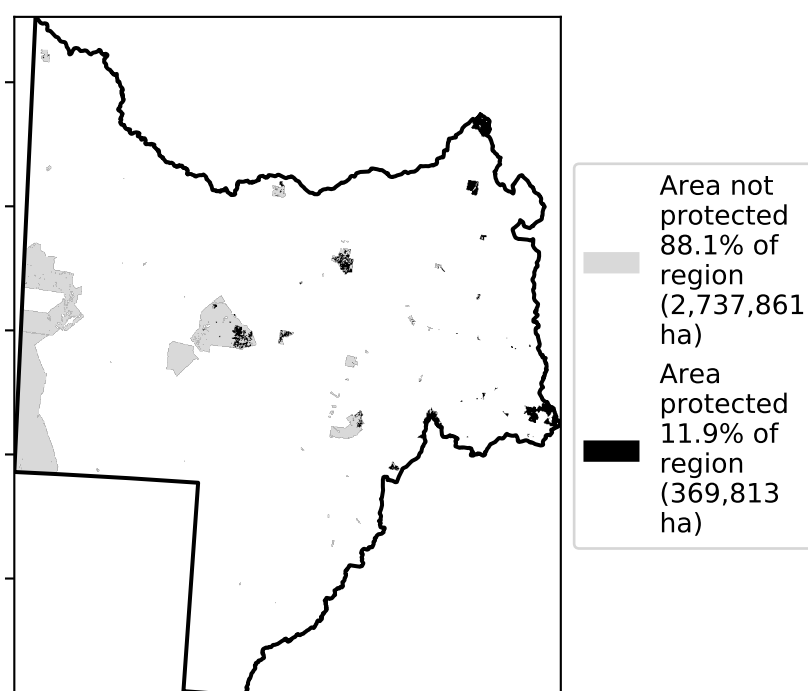 Area not
protected
88.1% of
region
(2,737,861
ha)
Area
protected
11.9% of
region
(369,813
ha)